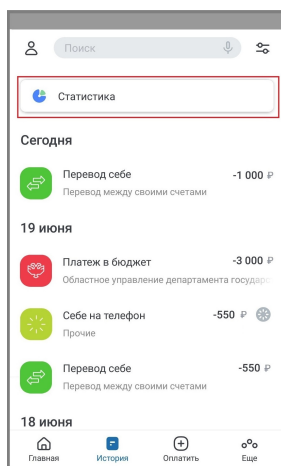 Поиск
Статистика
Сегодня
Перевод себе -1 000 ₽
Перевод между своими счетами
19 июня
Платеж в бюджет -3 000 ₽
Областное управление департамента государс
Себе на телефон -550 ₽
Прочие
Перевод себе -550 ₽
Перевод между своими счетами
18 июня
Главная История Оплатить Еще